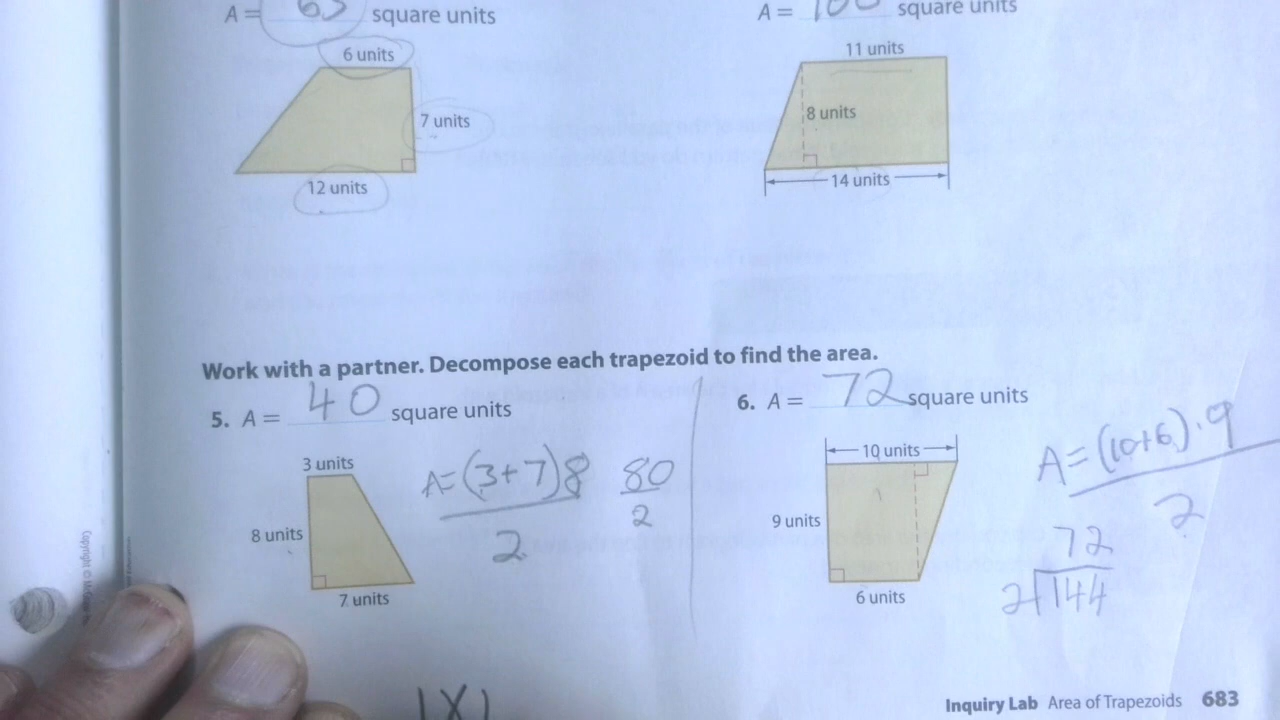 A = 63 square units
6 units
7 units
12 units
A = 100 square units
11 units
8 units
14 units
Work with a partner. Decompose each trapezoid to find the area.
5. A = 40 square units
3 units
8 units
7 units
A=(3+7)8
2
80
2
6. A = 72 square units
10 units
9 units
6 units
A=(10+6)·9
2
72
2 144
Inquiry Lab Area of Trapezoids 683
Copyright ©